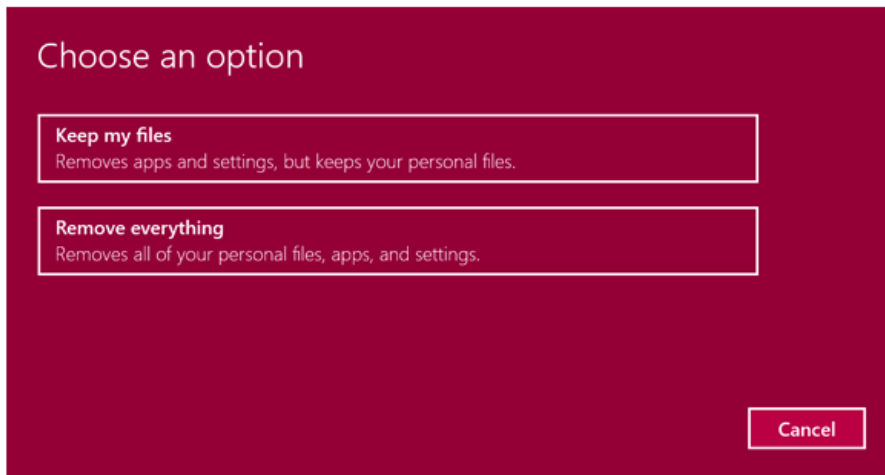 Choose an option
Keep my files
Removes apps and settings, but keeps your personal files.
Remove everything
Removes all of your personal files, apps, and settings.
Cancel